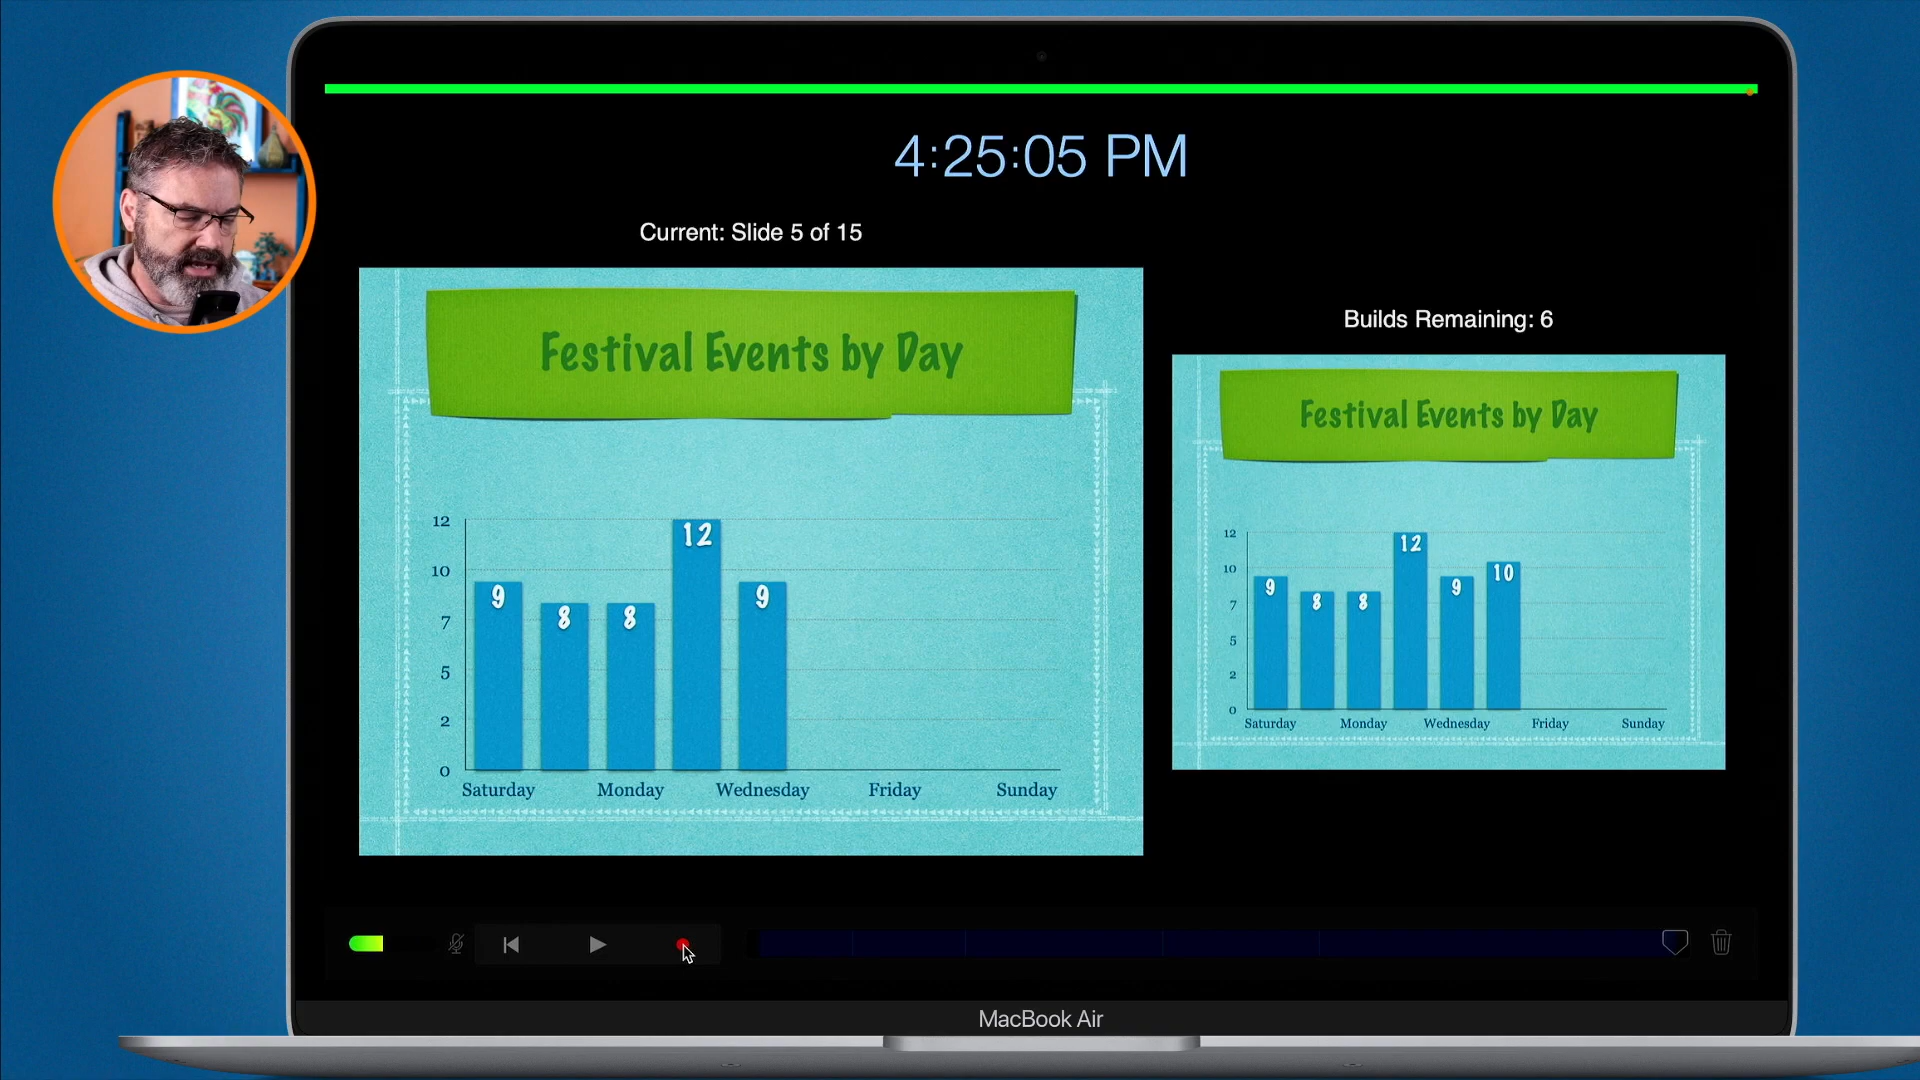 4:25:05 PM
Current: Slide 5 of 15
Festival Events by Day
12
10
7
5
2
0
9
8
8
12
9
Saturday
Monday
Wednesday
Friday
Sunday
Builds Remaining: 6
Festival Events by Day
12
10
7
5
2
0
9
8
8
12
9
10
Saturday
Monday
Wednesday
Friday
Sunday
MacBook Air